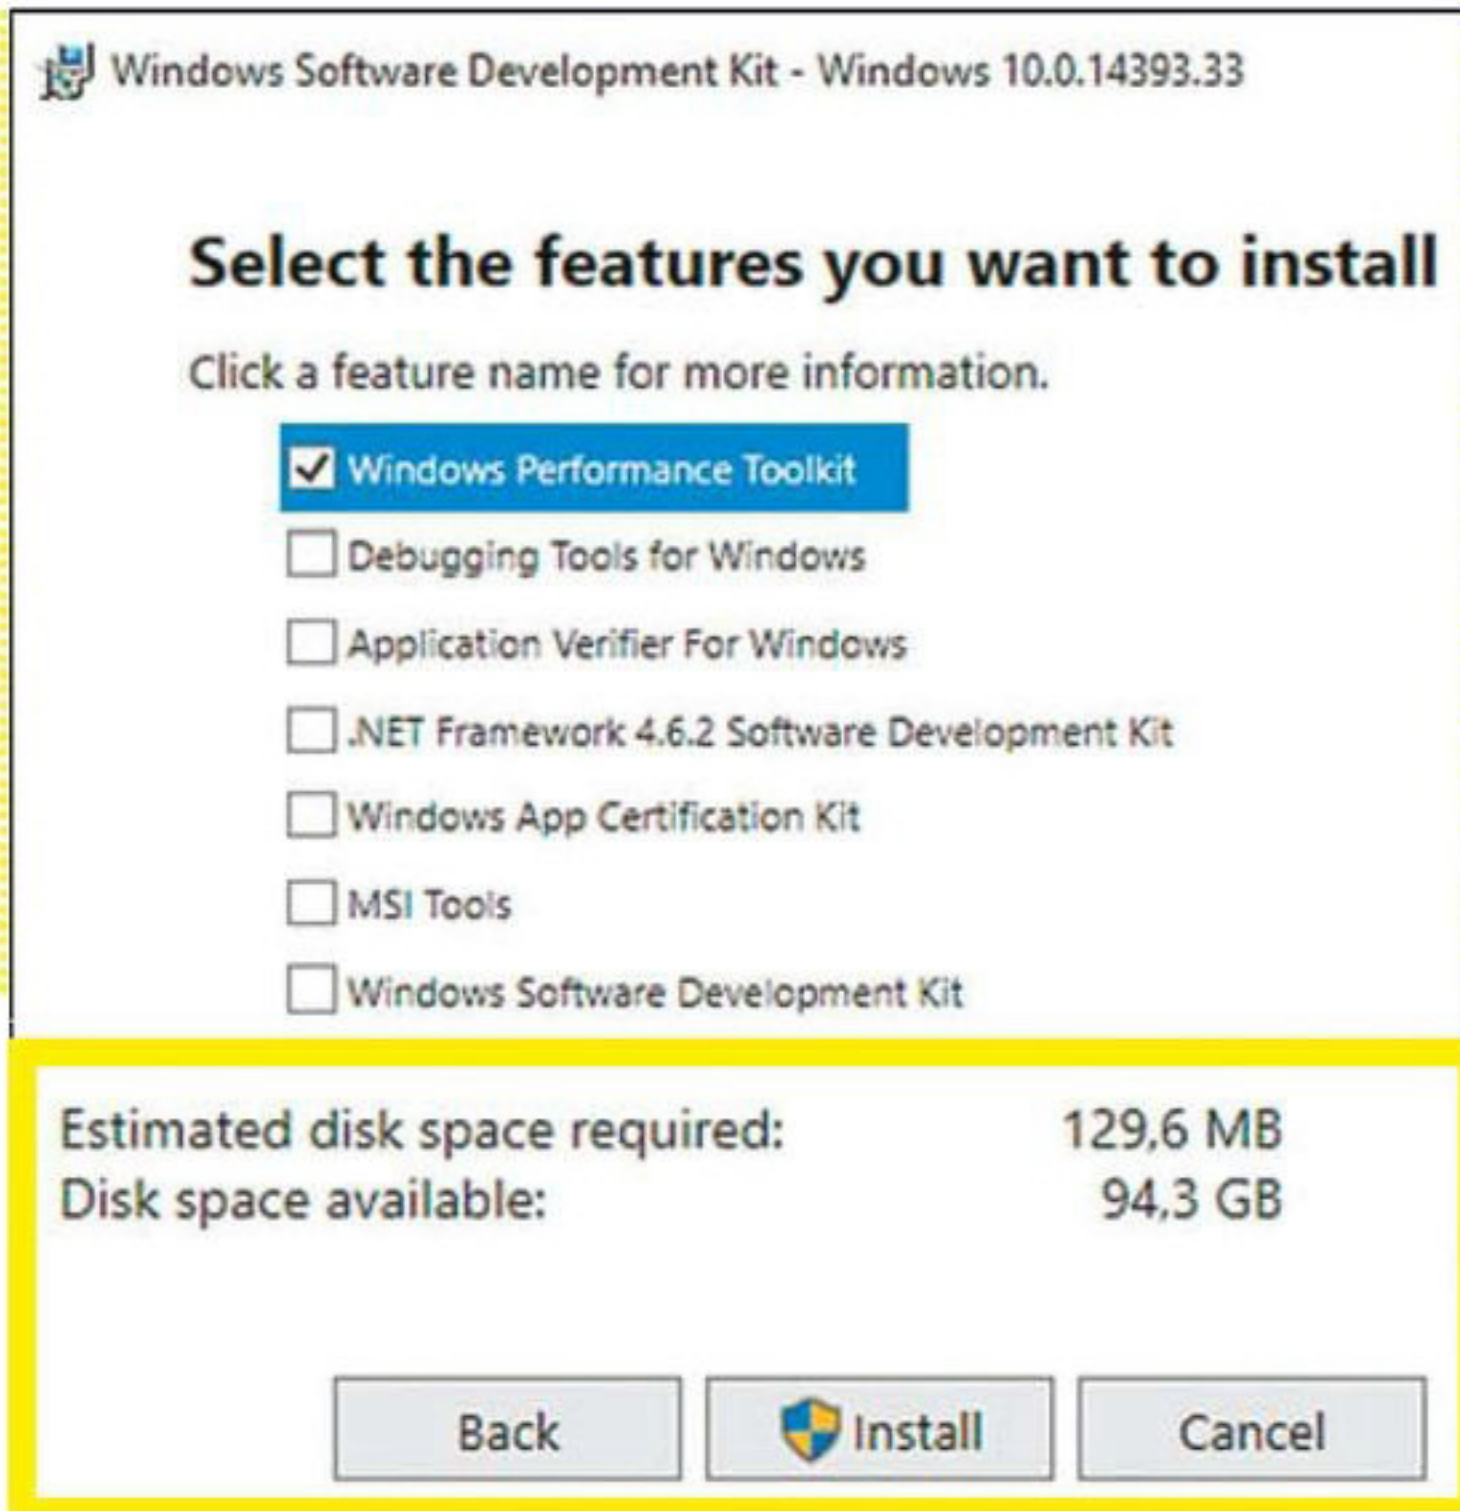 Windows Software Development Kit - Windows 10.0.14393.33
Select the features you want to install
Click a feature name for more information.
Windows Performance Toolkit
Debugging Tools for Windows
Application Verifier For Windows
.NET Framework 4.6.2 Software Development Kit
Windows App Certification Kit
MSI Tools
Windows Software Development Kit
Estimated disk space required: 129,6 MB
Disk space available: 94,3 GB
Back Install Cancel